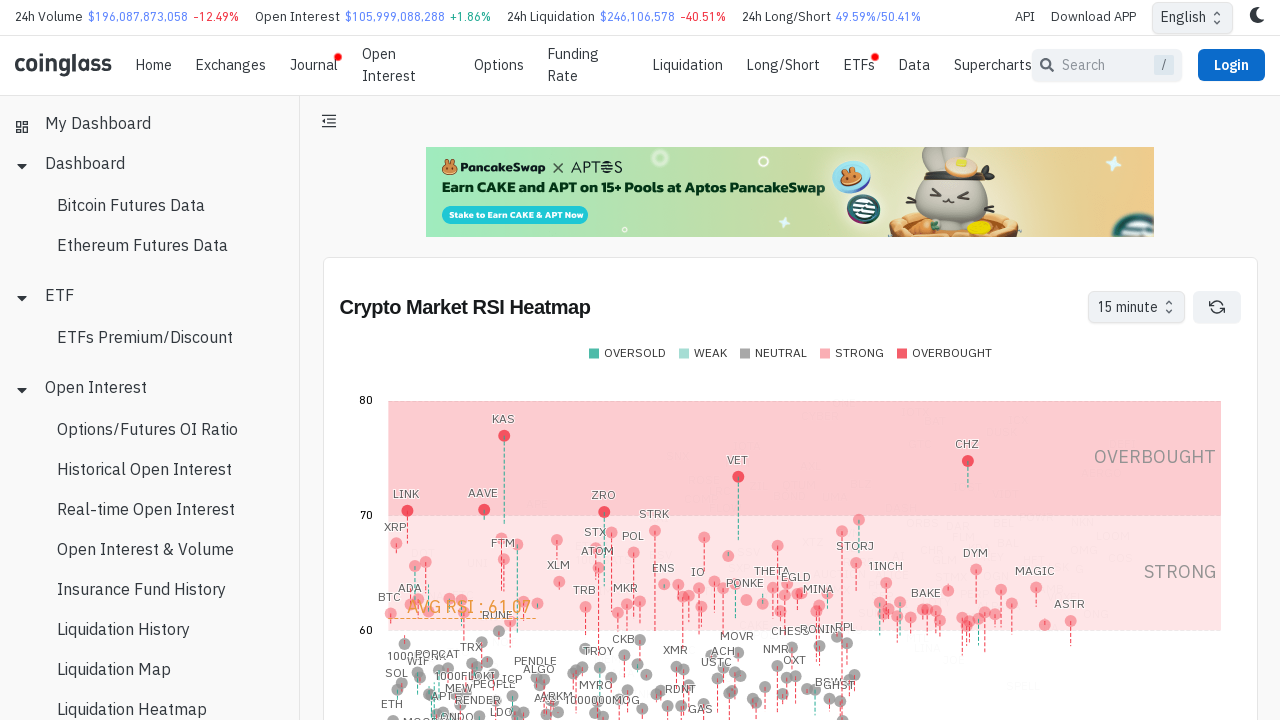 24h Volume $196,087,873,058 -12.49% Open Interest $105,999,088,288 +1.86% 24h Liquidation $246,106,578 -40.51% 24h Long/Short 49.59%/50.41% API Download APP English
coinglass Home Exchanges Journal Open Interest Options Funding Rate Liquidation Long/Short ETFs Data Supercharts Search / Login
My Dashboard
Dashboard
Bitcoin Futures Data
Ethereum Futures Data
ETF
ETFs Premium/Discount
Open Interest
Options/Futures OI Ratio
Historical Open Interest
Real-time Open Interest
Open Interest & Volume
Insurance Fund History
Liquidation History
Liquidation Map
Liquidation Heatmap
PancakeSwap X APTOS
Earn CAKE and APT on 15+ Pools at Aptos PancakeSwap
Stake to Earn CAKE & APT Now
Crypto Market RSI Heatmap
15 minute
OVERSOLD WEAK NEUTRAL STRONG OVERBOUGHT
80
KAS
CHZ
OVERBOUGHT
VET
LINK AAVE ZRO
70
STRK
XRP STX POL
FTM ATOM STORJ
DYM
XLM ENS IO THETA EGLD 1INCH MAGIC
STRONG
ADA TRB MKR PONKE MINA BAKE
BTC
AVG RSI : 61.07
ASTR
RUNE
60
CHESS RONIN RPL
CKB MOVR
TRX TROY XMR ACH NMR
PORCAT
WIF PENDLE USTC OXT
SOL 1000FLOKI ALGO
ICP
MEW PEOPLE MYRO RDNT GHST
ETH APT RENDER ARKM 1000000MOG
LDO GAS